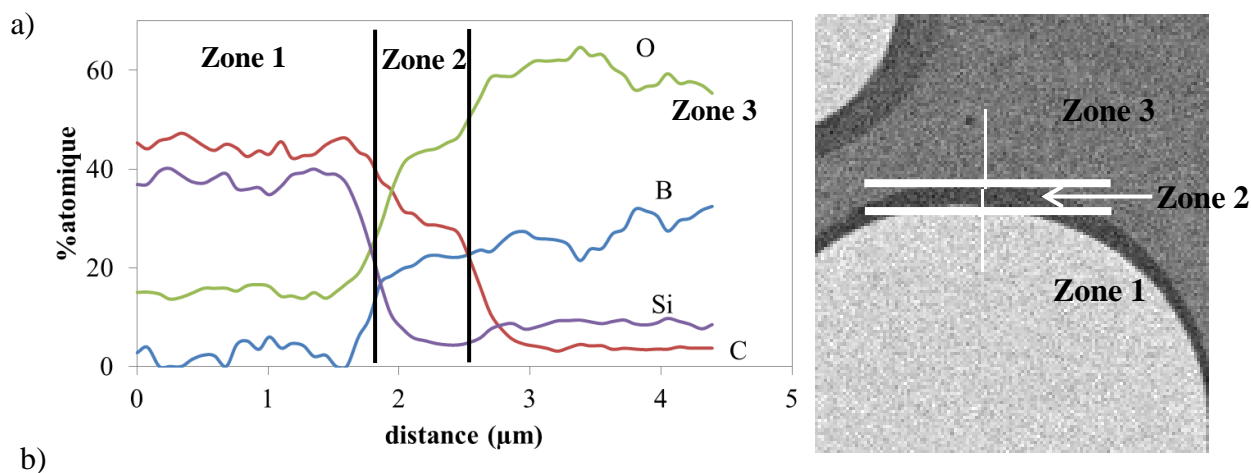 a)
Zone 1
Zone 2
O
Zone 3
B
Si
C
60
40
20
0
%atomique
0 1 2 3 4 5
distance (µm)
Zone 3
Zone 2
Zone 1
b)